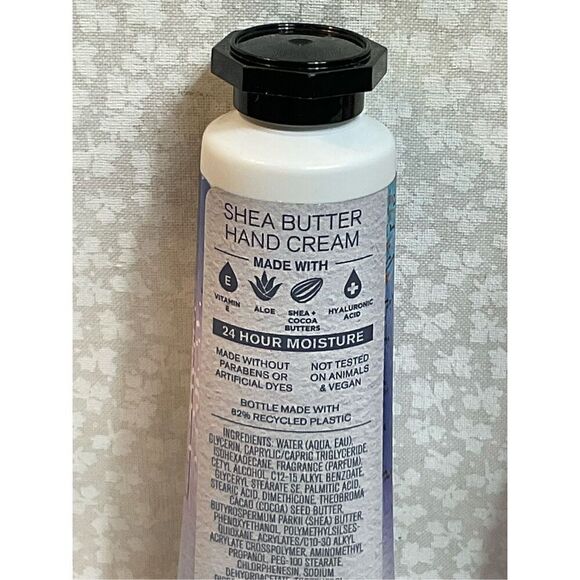 SHEA BUTTER
HAND CREAM
MADE WITH
E
VITAMIN E
ALOE
SHEA + COCOA BUTTERS
HYALURONIC ACID
24 HOUR MOISTURE
MADE WITHOUT PARABENS OR ARTIFICIAL DYES
NOT TESTED ON ANIMALS & VEGAN
BOTTLE MADE WITH
82% RECYCLED PLASTIC
INGREDIENTS: WATER (AQUA, EAU),
GLYCERIN, CAPRYLIC/CAPRIC TRIGLYCERIDE,
ISOHEXADECANE, FRAGRANCE (PARFUM),
CETYL ALCOHOL, C12-15 ALKYL BENZOATE,
GLYCERYL STEARATE SE, PALMITIC ACID,
STEARIC ACID, DIMETHICONE, THEOBROMA
CACAO (COCOA) SEED BUTTER,
BUTYROSPERMUM PARKII (SHEA) BUTTER,
PHENOXYETHANOL, POLYMETHYLSILSES-
QUIOXANE, ACRYLATES/C10-30 ALKYL
ACRYLATE CROSSPOLYMER, AMINOMETHYL
PROPANOL, PEG-100 STEARATE,
CHLORPHENESIN, SODIUM
DEHYDROACETATE,